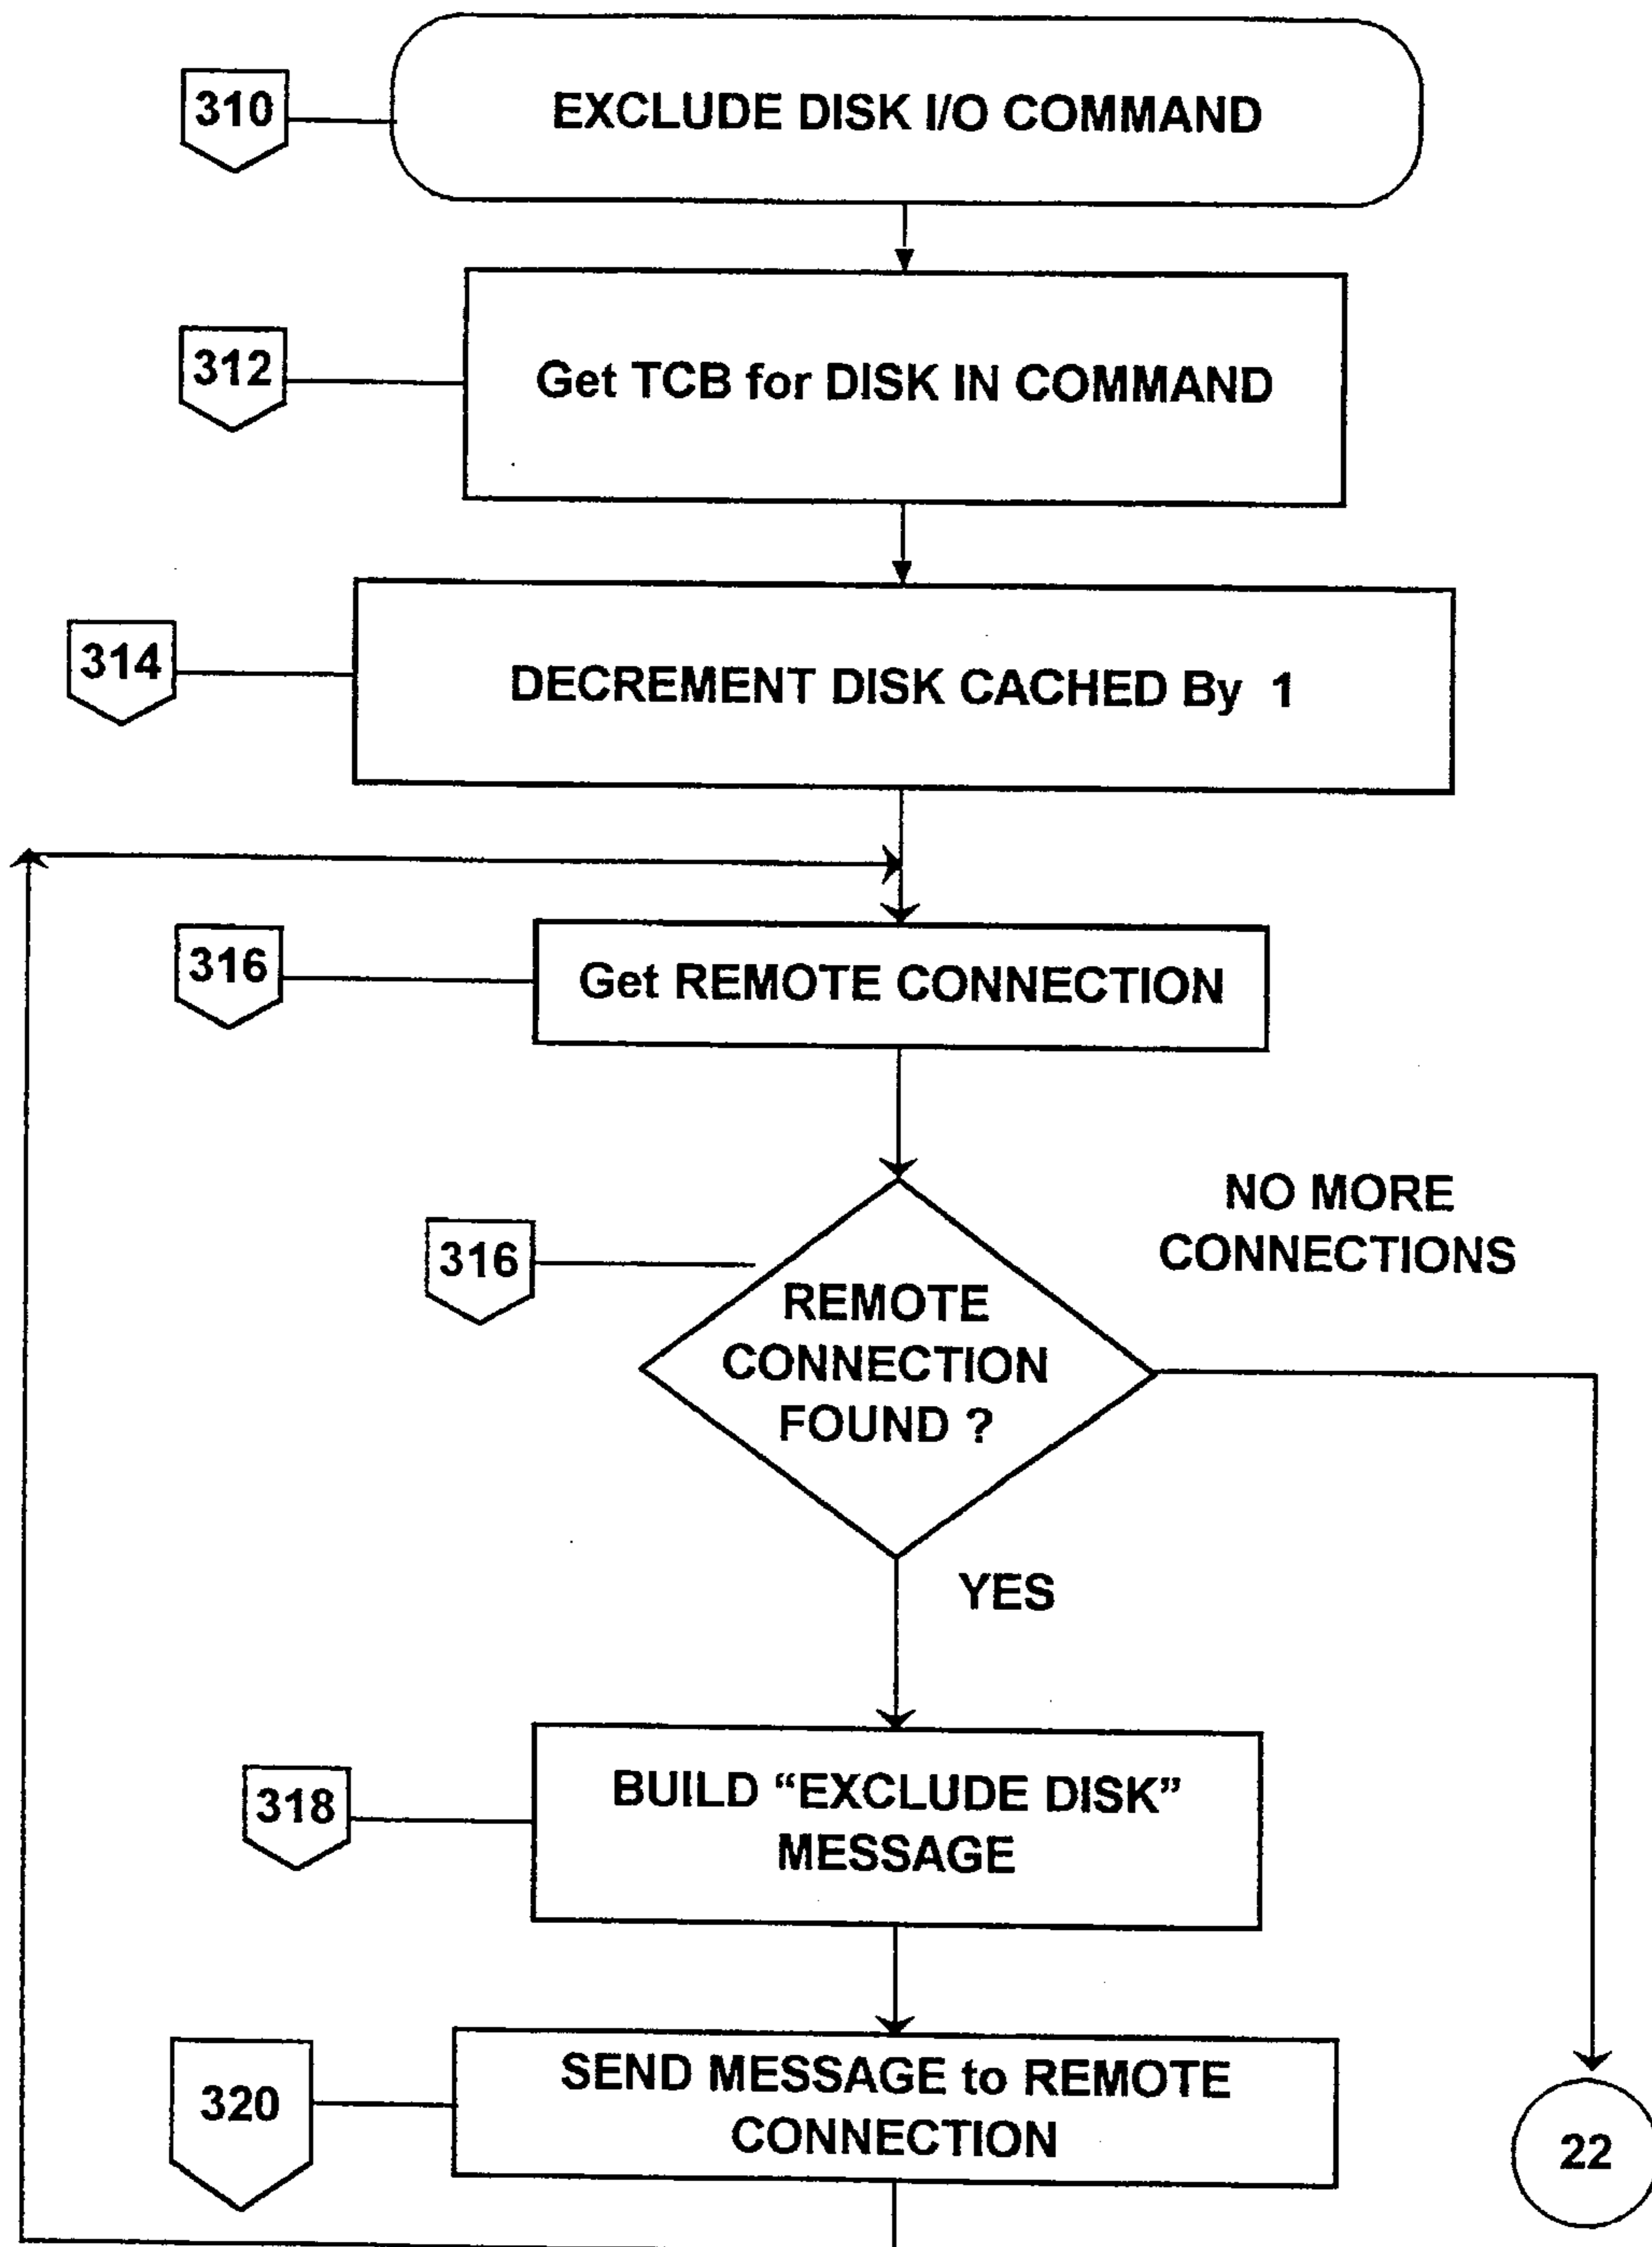 310
EXCLUDE DISK I/O COMMAND
312
Get TCB for DISK IN COMMAND
314
DECREMENT DISK CACHED By 1
316
Get REMOTE CONNECTION
NO MORE
CONNECTIONS
316
REMOTE
CONNECTION
FOUND ?
YES
318
BUILD “EXCLUDE DISK”
MESSAGE
320
SEND MESSAGE to REMOTE
CONNECTION
22